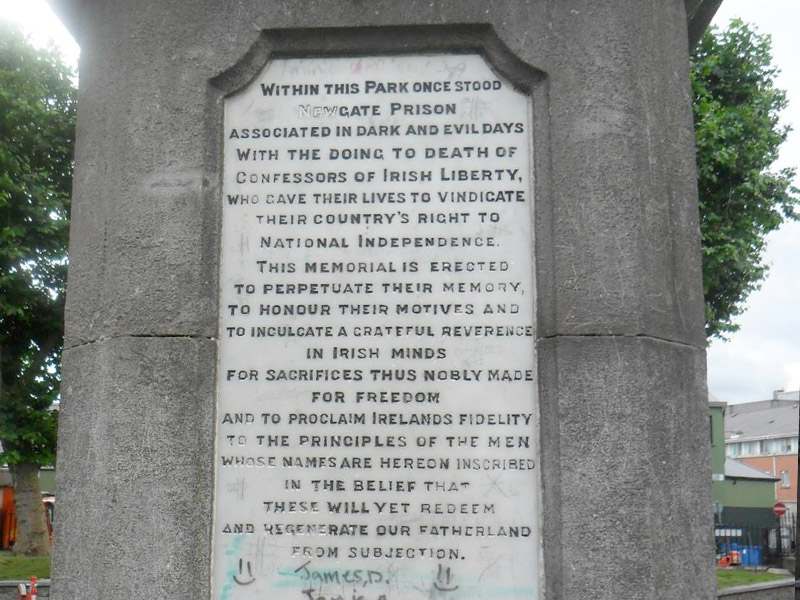 WITHIN THIS PARK ONCE STOOD
NEWGATE PRISON
ASSOCIATED IN DARK AND EVIL DAYS
WITH THE DOING TO DEATH OF
CONFESSORS OF IRISH LIBERTY,
WHO GAVE THEIR LIVES TO VINDICATE
THEIR COUNTRY'S RIGHT TO
NATIONAL INDEPENDENCE.
THIS MEMORIAL IS ERECTED
TO PERPETUATE THEIR MEMORY,
TO HONOUR THEIR MOTIVES AND
TO INCULCATE A GRATEFUL REVERENCE
IN IRISH MINDS
FOR SACRIFICES THUS NOBLY MADE
FOR FREEDOM
AND TO PROCLAIM IRELANDS FIDELITY
TO THE PRINCIPLES OF THE MEN
WHOSE NAMES ARE HEREON INSCRIBED
IN THE BELIEF THAT
THESE WILL YET REDEEM
AND REGENERATE OUR FATHERLAND
FROM SUBJECTION.
James, D.